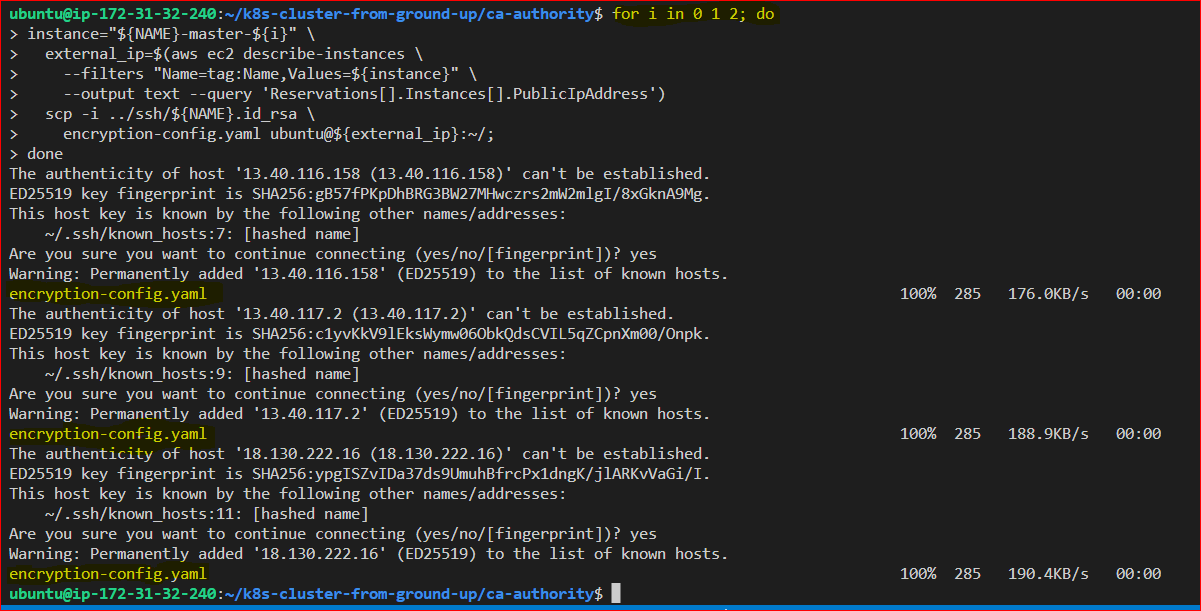 ubuntu@ip-172-31-32-240:~/k8s-cluster-from-ground-up/ca-authority$ for i in 0 1 2; do
> instance="${NAME}-master-${i}" \
>   external_ip=$(aws ec2 describe-instances \
>     --filters "Name=tag:Name,Values=${instance}" \
>     --output text --query 'Reservations[].Instances[].PublicIpAddress')
>   scp -i ../ssh/${NAME}.id_rsa \
>     encryption-config.yaml ubuntu@${external_ip}:~/;
> done
The authenticity of host '13.40.116.158 (13.40.116.158)' can't be established.
ED25519 key fingerprint is SHA256:gB57fPKpDhBRG3BW27MHwczrs2mW2mlgI/8xGknA9Mg.
This host key is known by the following other names/addresses:
    ~/.ssh/known_hosts:7: [hashed name]
Are you sure you want to continue connecting (yes/no/[fingerprint])? yes
Warning: Permanently added '13.40.116.158' (ED25519) to the list of known hosts.
encryption-config.yaml 100% 285 176.0KB/s 00:00
The authenticity of host '13.40.117.2 (13.40.117.2)' can't be established.
ED25519 key fingerprint is SHA256:c1yvKkV9lEksWymw06ObkQdsCVIL5qZCpnXm00/Onpk.
This host key is known by the following other names/addresses:
    ~/.ssh/known_hosts:9: [hashed name]
Are you sure you want to continue connecting (yes/no/[fingerprint])? yes
Warning: Permanently added '13.40.117.2' (ED25519) to the list of known hosts.
encryption-config.yaml 100% 285 188.9KB/s 00:00
The authenticity of host '18.130.222.16 (18.130.222.16)' can't be established.
ED25519 key fingerprint is SHA256:ypgISZvIDa37ds9UmuhBfrcPx1dngK/jlARKvVaGi/I.
This host key is known by the following other names/addresses:
    ~/.ssh/known_hosts:11: [hashed name]
Are you sure you want to continue connecting (yes/no/[fingerprint])? yes
Warning: Permanently added '18.130.222.16' (ED25519) to the list of known hosts.
encryption-config.yaml 100% 285 190.4KB/s 00:00
ubuntu@ip-172-31-32-240:~/k8s-cluster-from-ground-up/ca-authority$